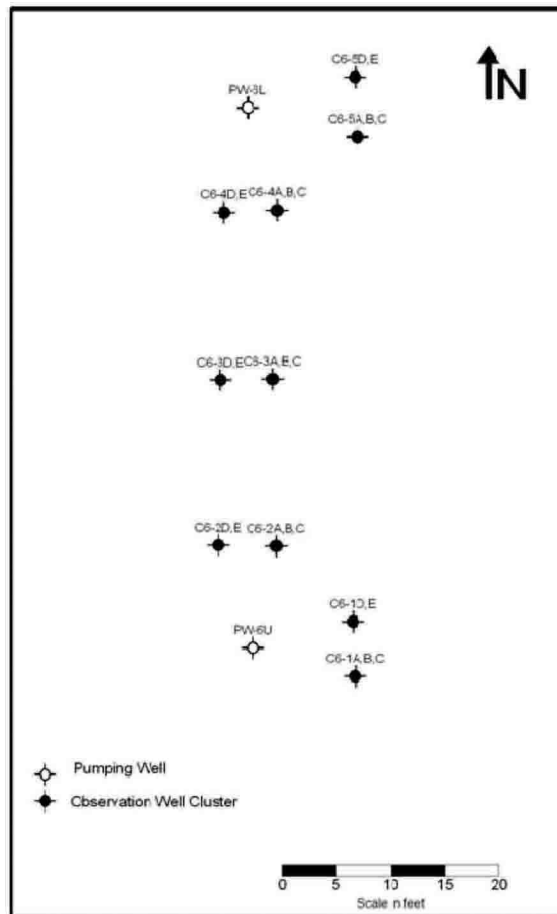 C6-5D,E
N
PW-6L
C6-5A,B,C
C6-4D,E C6-4A,B,C
C6-3D,E C6-3A,E,C
C6-2D,E C6-2A,B,C
C6-1D,E
PW-6U
C6-1A,B,C
Pumping Well
Observation Well Cluster
0 5 10 15 20
Scale in feet